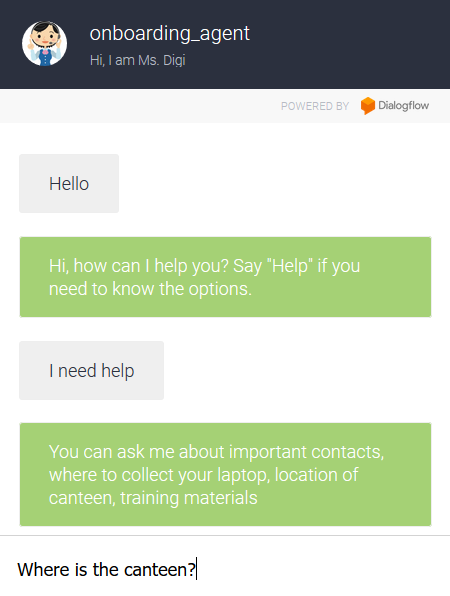 onboarding_agent
Hi, I am Ms. Digi
POWERED BY Dialogflow
Hello
Hi, how can I help you? Say "Help" if you
need to know the options.
I need help
You can ask me about important contacts,
where to collect your laptop, location of
canteen, training materials
Where is the canteen?